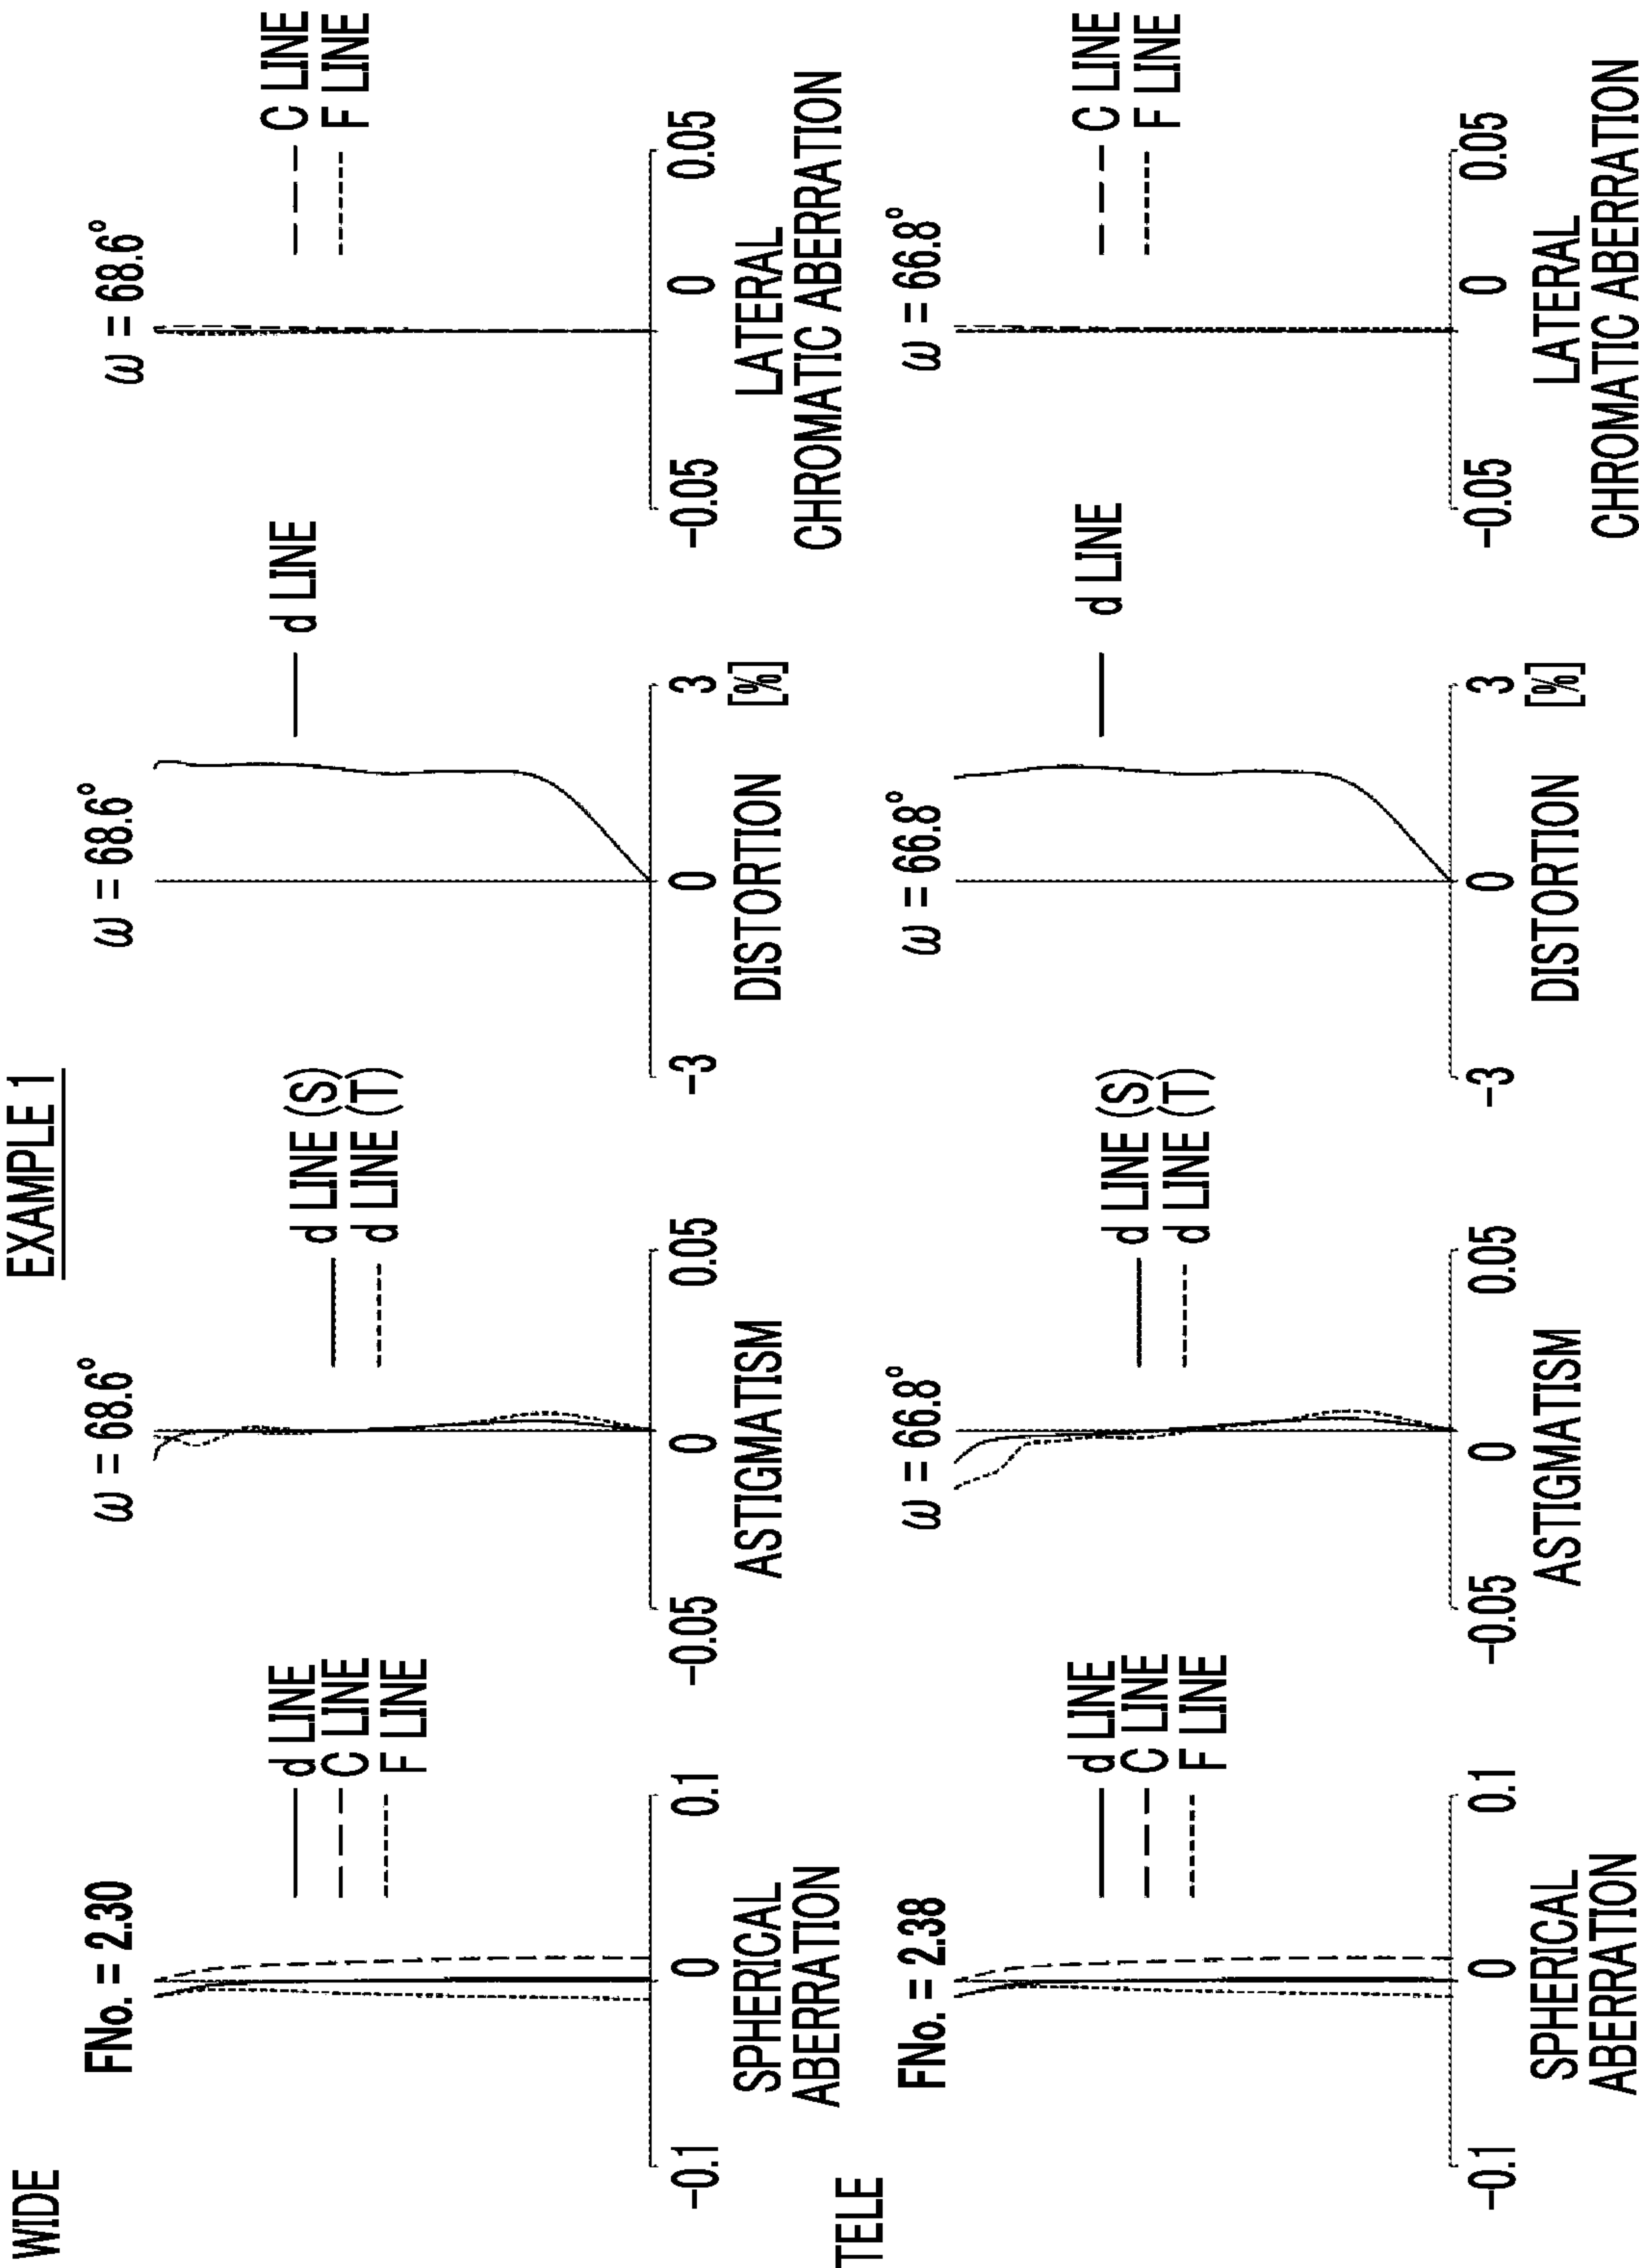 EXAMPLE 1
WIDE
FNo. = 2.30
d LINE
C LINE
F LINE
-0.1 0 0.1
SPHERICAL
ABERRATION
ω = 68.6°
d LINE (S)
d LINE (T)
-0.05 0 0.05
ASTIGMATISM
ω = 68.6°
d LINE
-3 0 3
[%]
DISTORTION
ω = 68.6°
C LINE
F LINE
-0.05 0 0.05
LATERAL
CHROMATIC ABERRATION
TELE
FNo. = 2.38
d LINE
C LINE
F LINE
-0.1 0 0.1
SPHERICAL
ABERRATION
ω = 66.8°
d LINE (S)
d LINE (T)
-0.05 0 0.05
ASTIGMATISM
ω = 66.8°
d LINE
-3 0 3
[%]
DISTORTION
ω = 66.8°
C LINE
F LINE
-0.05 0 0.05
LATERAL
CHROMATIC ABERRATION